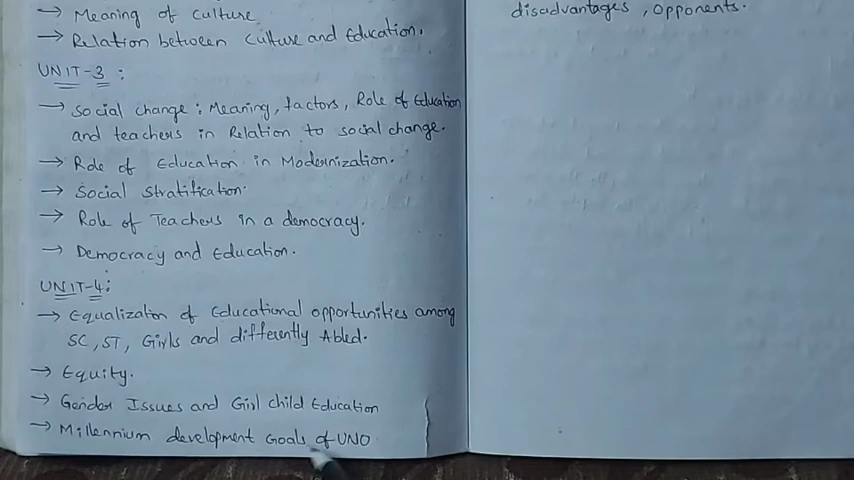 → Meaning of Culture
→ Relation between Culture and Education.
UNIT-3 :
→ Social change : Meaning, factors, Role of Education
and teachers in Relation to social change.
→ Role of Education in Modernization.
→ Social Stratification.
→ Role of Teachers in a democracy.
→ Democracy and Education.
UNIT-4:
→ Equalization of Educational opportunities among
SC, ST, Girls and differently Abled.
→ Equity.
→ Gender Issues and Girl child Education
→ Millennium development Goals of UNO
disadvantages, opponents.